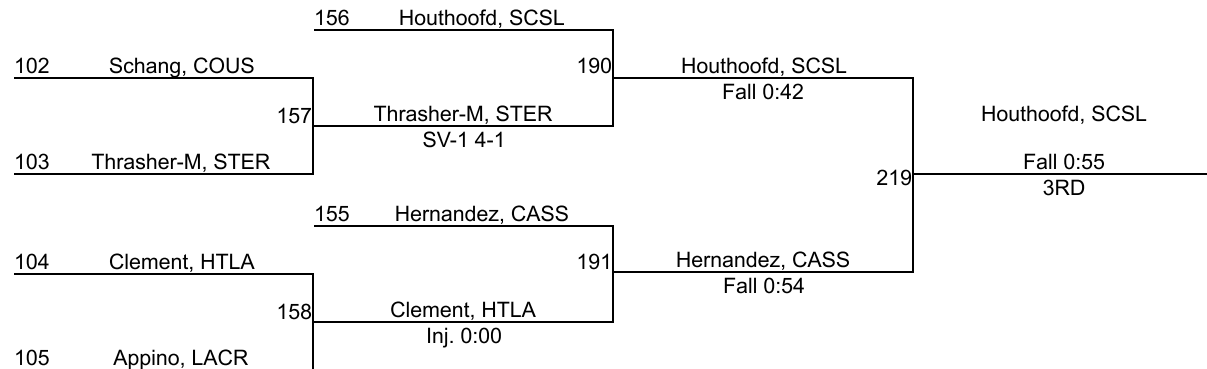 156 Houthoofd, SCSL
102 Schang, COUS
190 Houthoofd, SCSL
Fall 0:42
157 Thrasher-M, STER
SV-1 4-1
Houthoofd, SCSL
103 Thrasher-M, STER
Fall 0:55
219
3RD
155 Hernandez, CASS
104 Clement, HTLA
191 Hernandez, CASS
Fall 0:54
158 Clement, HTLA
Inj. 0:00
105 Appino, LACR